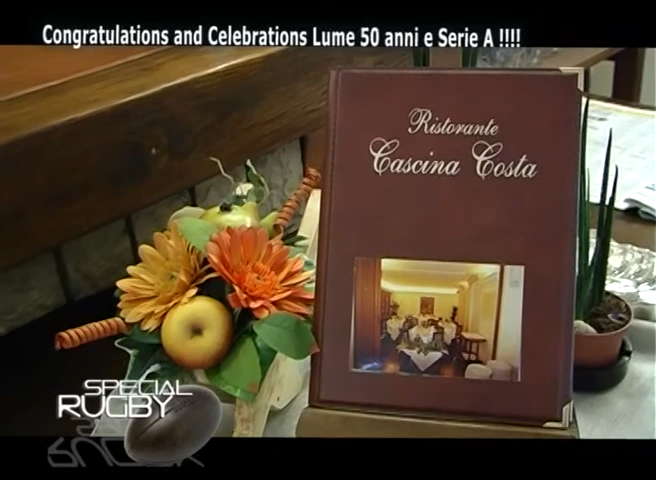 Congratulations and Celebrations Lume 50 anni e Serie A !!!!
Ristorante
Cascina Costa
SPECIAL
RUGBY